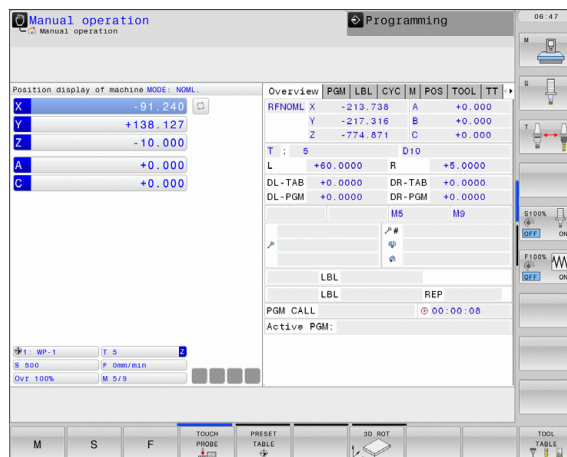 Manual operation
Manual operation
Programming
06:47
Position display of machine MODE: NOML.
X -91.240
Y +138.127
Z -10.000
A +0.000
C +0.000
Overview PGM LBL CYC M POS TOOL TT
RFNOML X -213.738 A +0.000
Y -217.316 B +0.000
Z -774.871 C +0.000
T : 5 D10
L +60.0000 R +5.0000
DL-TAB +0.0000 DR-TAB +0.0000
DL-PGM +0.0000 DR-PGM +0.0000
M5 M9
#
LBL
LBL REP
PGM CALL 00:00:08
Active PGM:
1: WP-1 T 5 Z
S 500 F 0mm/min
Ovr 100% M 5/9
M
S
T
S100%
OFF ON
F100%
OFF ON
M S F TOUCH PROBE PRESET TABLE 3D ROT TOOL TABLE